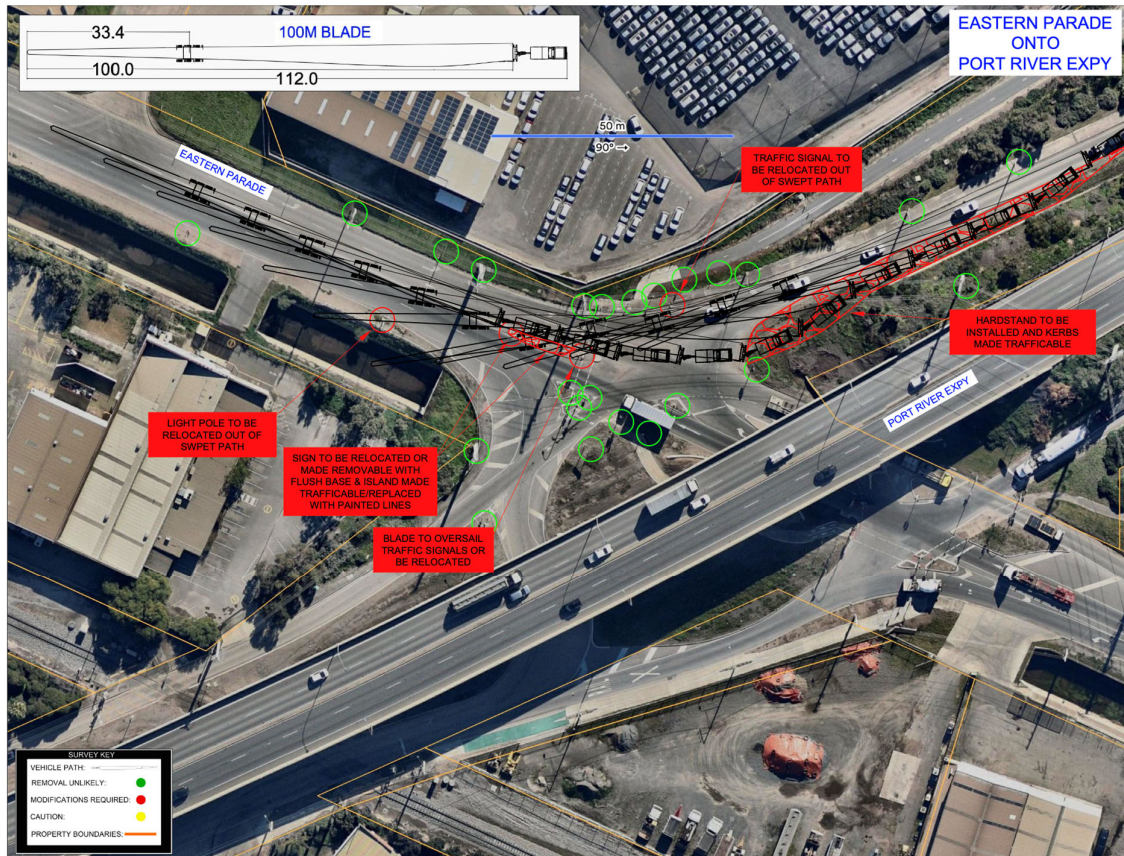 33.4
100M BLADE
100.0
112.0
EASTERN PARADE
ONTO
PORT RIVER EXPY
50 m
90° →
EASTERN PARADE
TRAFFIC SIGNAL TO
BE RELOCATED OUT
OF SWEPT PATH
HARDSTAND TO BE
INSTALLED AND KERBS
MADE TRAFFICABLE
PORT RIVER EXPY
LIGHT POLE TO BE
RELOCATED OUT OF
SWPET PATH
SIGN TO BE RELOCATED OR
MADE REMOVABLE WITH
FLUSH BASE & ISLAND MADE
TRAFFICABLE/REPLACED
WITH PAINTED LINES
BLADE TO OVERSAIL
TRAFFIC SIGNALS OR
BE RELOCATED
SURVEY KEY
VEHICLE PATH:
REMOVAL UNLIKELY:
MODIFICATIONS REQUIRED:
CAUTION:
PROPERTY BOUNDARIES: